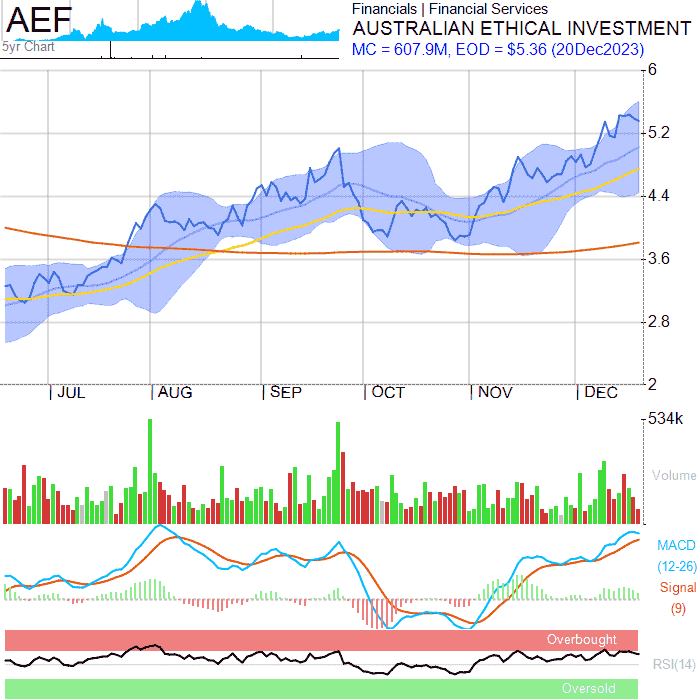 AEF
5yr Chart
Financials | Financial Services
AUSTRALIAN ETHICAL INVESTMENT
MC = 607.9M, EOD = $5.36 (20Dec2023)
6
5.2
4.4
3.6
2.8
2
JUL AUG SEP OCT NOV DEC
534k
Volume
MACD
(12-26)
Signal
(9)
Overbought
RSI(14)
Oversold